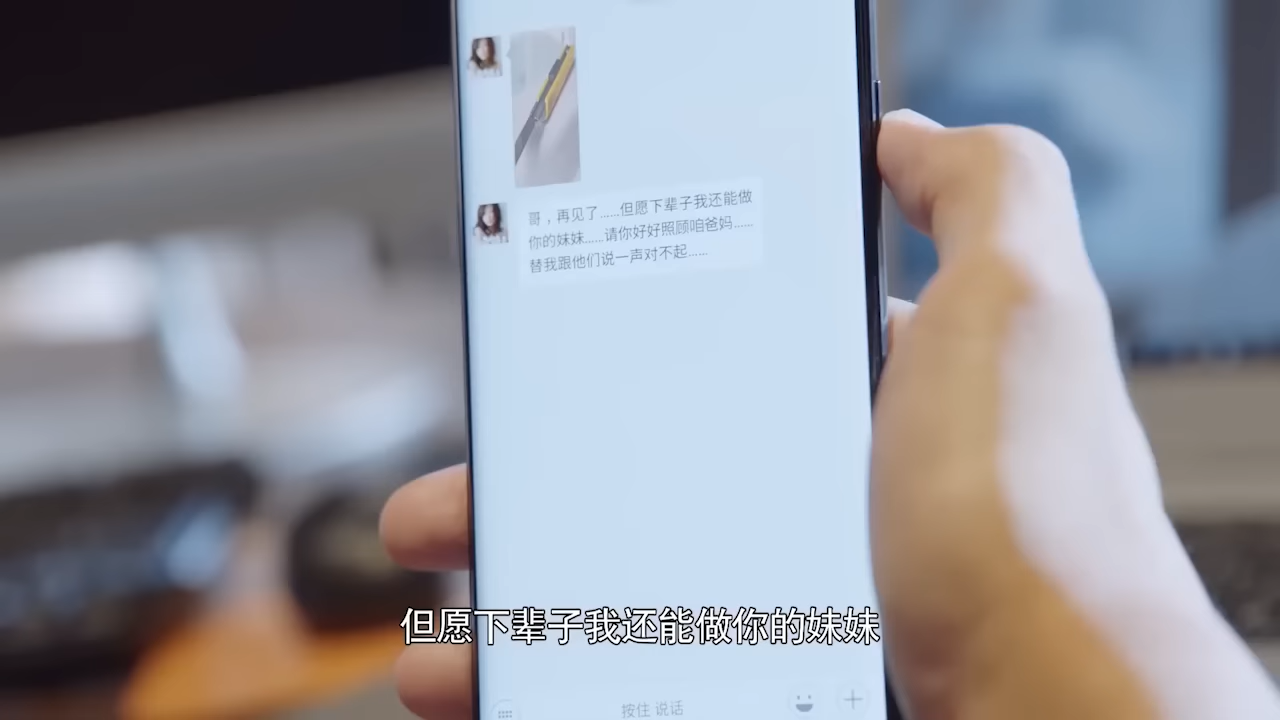 哥，再见了……但愿下辈子我还能做
你的妹妹……请你好好照顾咱爸妈……
替我跟他们说一声对不起……
但愿下辈子我还能做你的妹妹
按住 说话